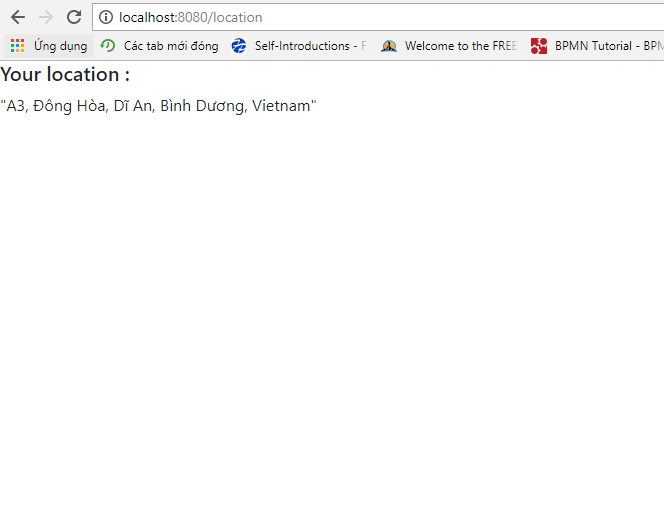 localhost:8080/location
Ứng dụng Các tab mới đóng Self-Introductions - F Welcome to the FREE BPMN Tutorial - BPM
Your location :
"A3, Đông Hòa, Dĩ An, Bình Dương, Vietnam"